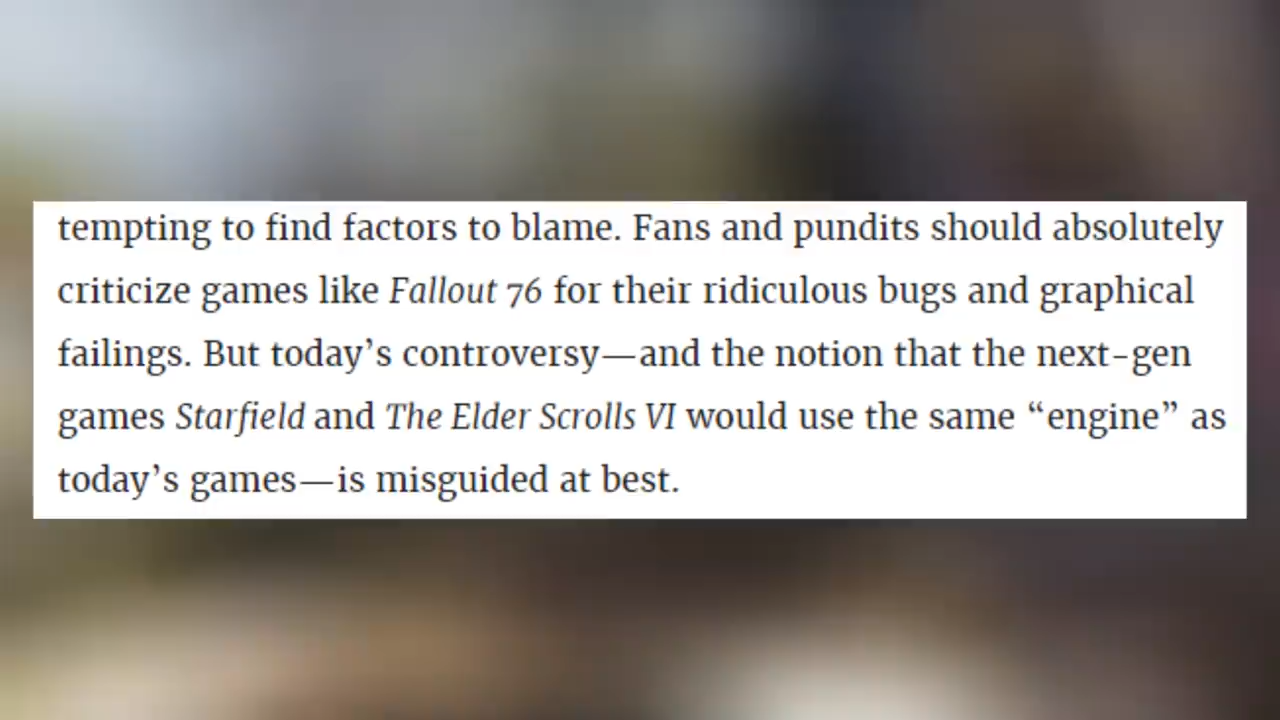 tempting to find factors to blame. Fans and pundits should absolutely
criticize games like Fallout 76 for their ridiculous bugs and graphical
failings. But today’s controversy—and the notion that the next-gen
games Starfield and The Elder Scrolls VI would use the same “engine” as
today’s games—is misguided at best.